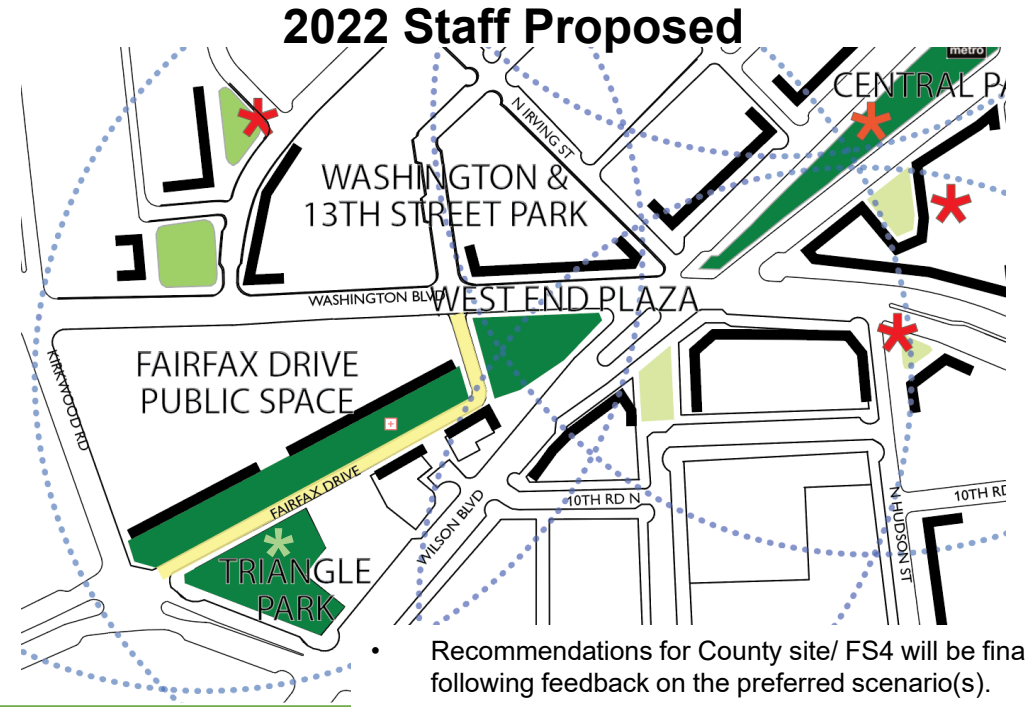 2022 Staff Proposed
metro
CENTRAL PA
N IRVING ST
WASHINGTON &
13TH STREET PARK
WASHINGTON BLVD
WEST END PLAZA
KIRKWOOD RD
FAIRFAX DRIVE
PUBLIC SPACE
FAIRFAX DRIVE
WILSON BLVD
10TH RD N
N HUDSON ST
10TH RD
TRIANGLE
PARK
• Recommendations for County site/ FS4 will be fina
following feedback on the preferred scenario(s).